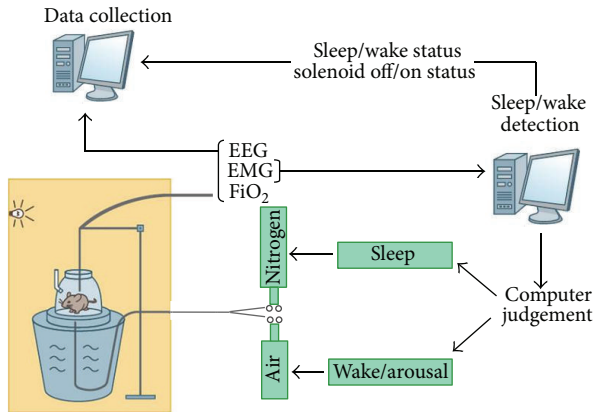 Data collection
Sleep/wake status
solenoid off/on status
Sleep/wake
detection
EEG
EMG
FiO₂
Nitrogen
Sleep
Computer
judgement
Air
Wake/arousal